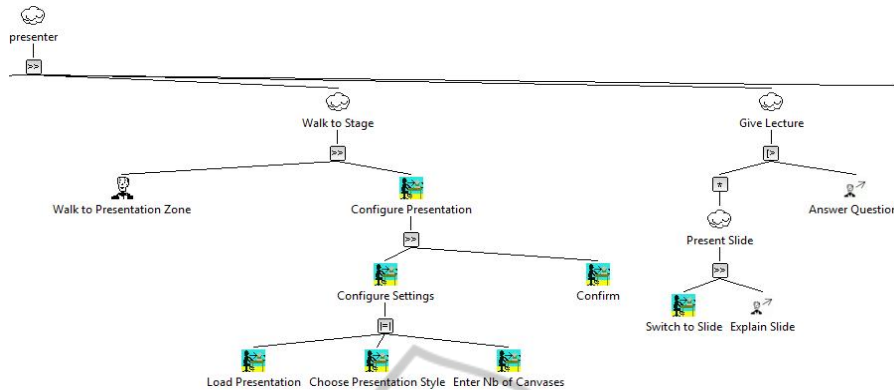 presenter
>>
Walk to Stage
Give Lecture
>>
[>
Walk to Presentation Zone
Configure Presentation
*
Answer Question
>>
Present Slide
Configure Settings
Confirm
>>
|=|
Switch to Slide
Explain Slide
Load Presentation
Choose Presentation Style
Enter Nb of Canvases